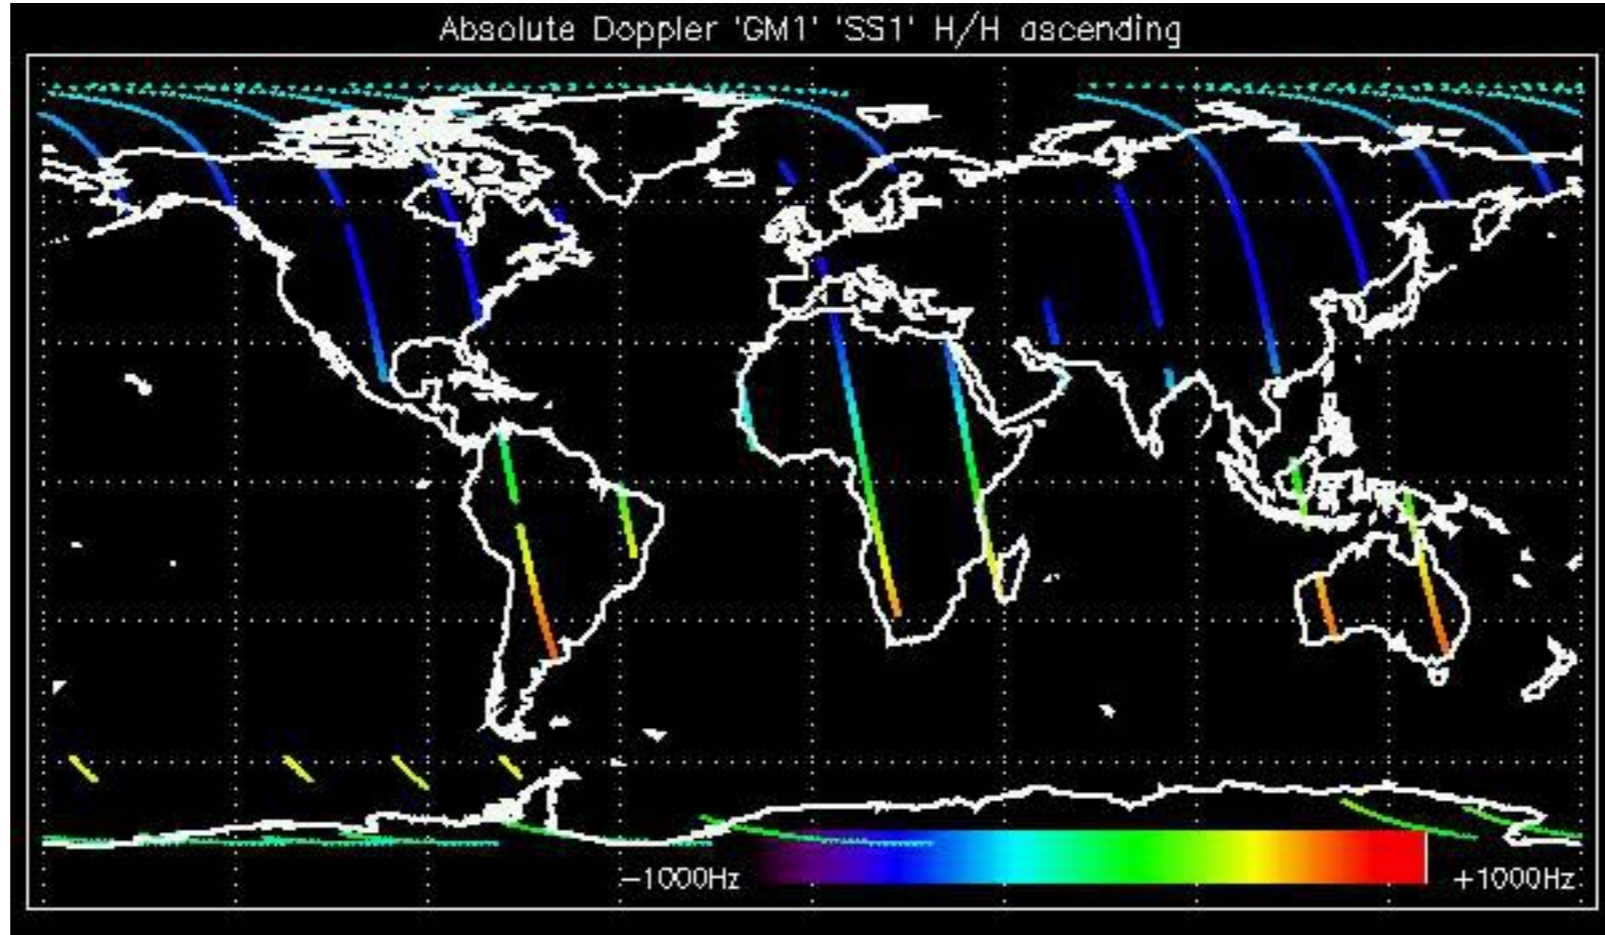 Absolute Doppler 'GM1' 'SS1' H/H ascending
−1000Hz
+1000Hz